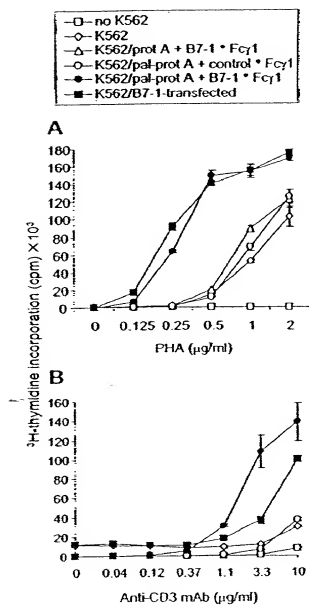 no K562
K562
K562/prot A + B7-1 * Fcγ1
K562/pal-prot A + control * Fcγ1
K562/pal-prot A + B7-1 * Fcγ1
K562/B7-1-transfected
A
³H-thymidine incorporation (cpm) X10³
180
160
140
120
100
80
60
40
20
0
0 0.125 0.25 0.5 1 2
PHA (µg/ml)
B
160
140
120
100
80
60
40
20
0
0 0.04 0.12 0.37 1.1 3.3 10
Anti-CD3 mAb (µg/ml)